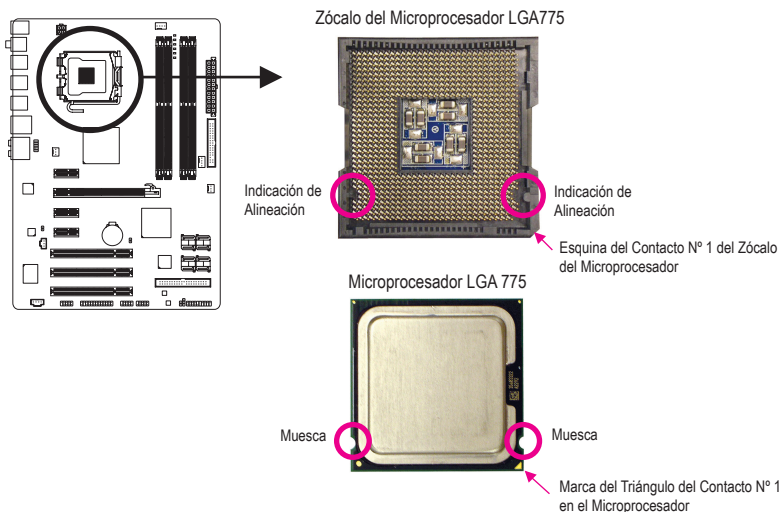 Zócalo del Microprocesador LGA775
Indicación de
Alineación
Indicación de
Alineación
Esquina del Contacto Nº 1 del Zócalo
del Microprocesador
Microprocesador LGA 775
Muesca
Muesca
Marca del Triángulo del Contacto Nº 1
en el Microprocesador